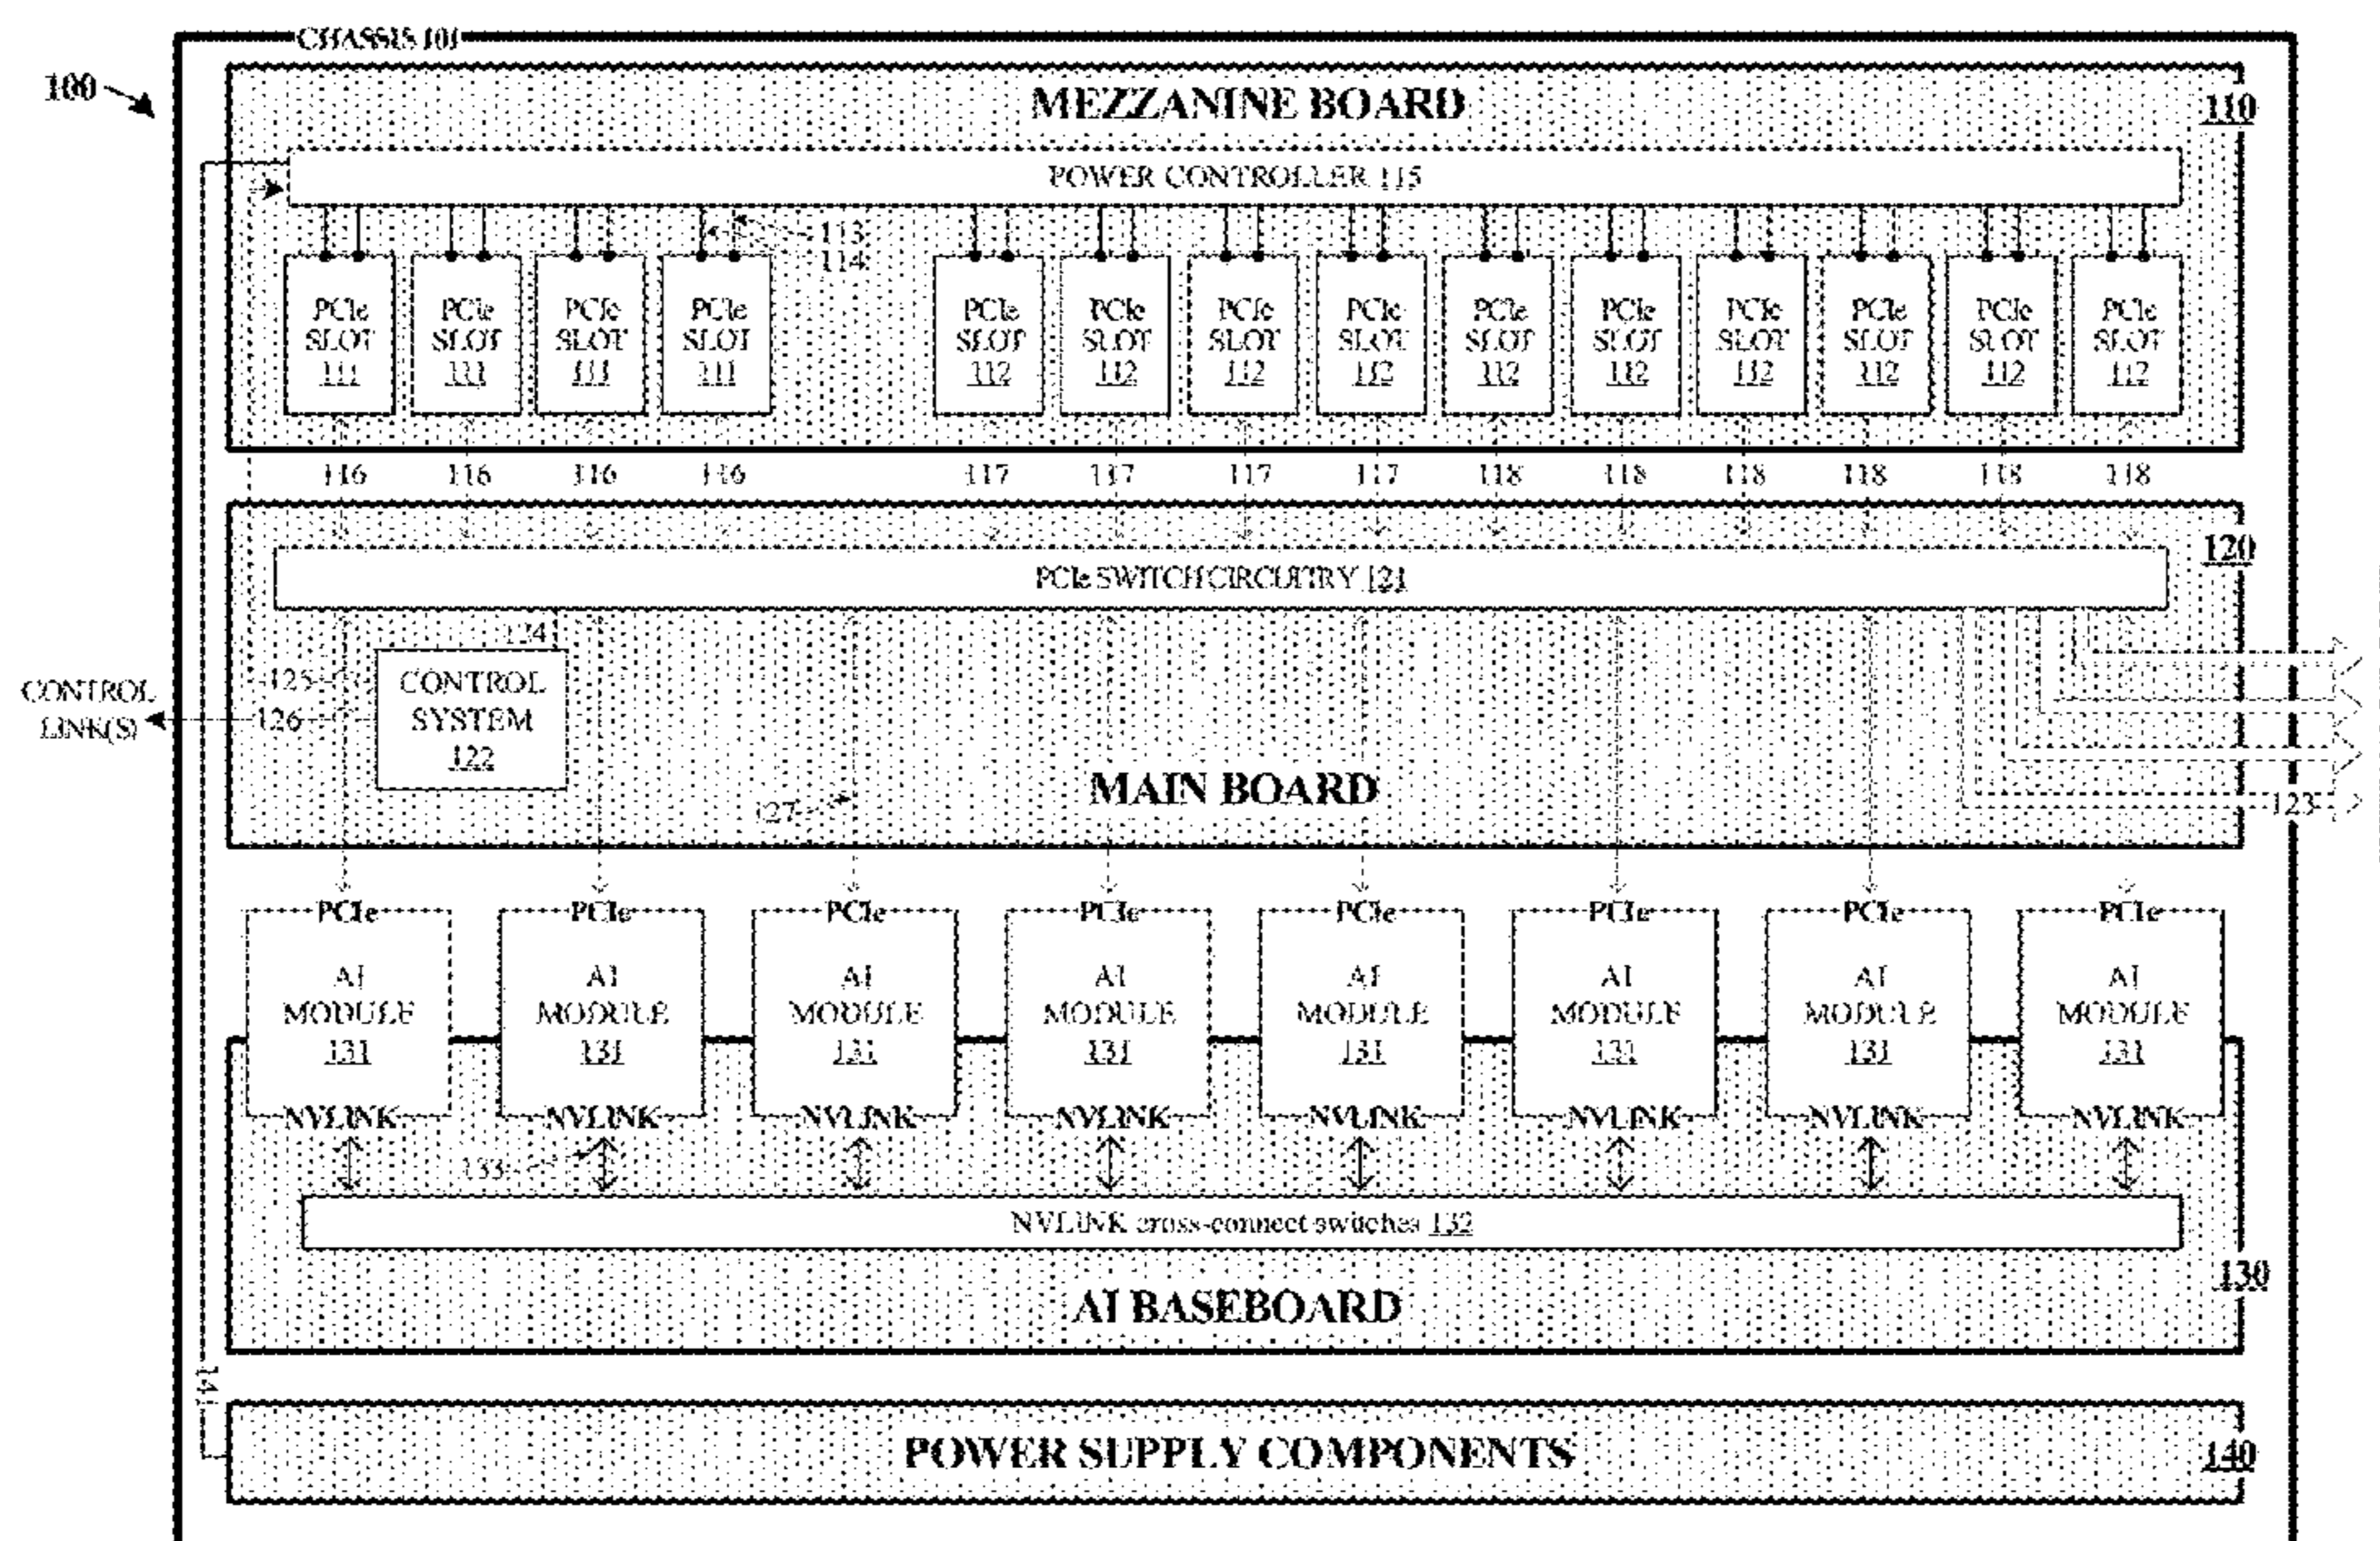 CHASSIS 101
100
MEZZANINE BOARD
110
POWER CONTROLLER 115
113
114
PCIe SLOT 111
PCIe SLOT 111
PCIe SLOT 111
PCIe SLOT 111
PCIe SLOT 112
PCIe SLOT 112
PCIe SLOT 112
PCIe SLOT 112
PCIe SLOT 112
PCIe SLOT 112
PCIe SLOT 112
PCIe SLOT 112
PCIe SLOT 112
PCIe SLOT 112
116 116 116 116 117 117 117 117 118 118 118 118 118 118
120
PCIe SWITCH CIRCUITRY 121
124
125
CONTROL LINK(S)
126
CONTROL SYSTEM 122
MAIN BOARD
127
123
PCIe PCIe PCIe PCIe PCIe PCIe PCIe PCIe
AI MODULE 131
AI MODULE 131
AI MODULE 131
AI MODULE 131
AI MODULE 131
AI MODULE 131
AI MODULE 131
AI MODULE 131
NVLINK NVLINK NVLINK NVLINK NVLINK NVLINK NVLINK NVLINK
133
NVLINK cross-connect switches 132
130
AI BASEBOARD
141
POWER SUPPLY COMPONENTS
140